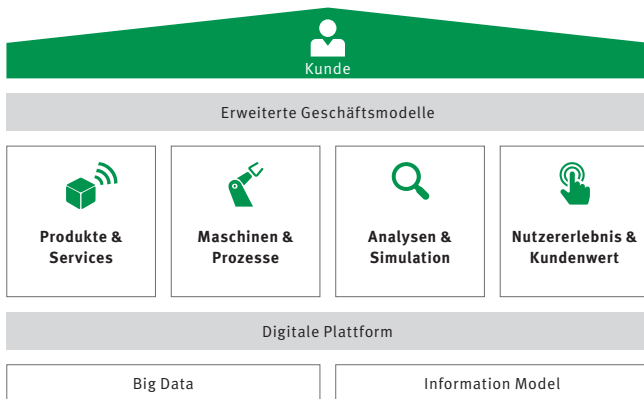 Kunde
Erweiterte Geschäftsmodelle
Produkte &
Services
Maschinen &
Prozesse
Analysen &
Simulation
Nutzererlebnis &
Kundenwert
Digitale Plattform
Big Data
Information Model